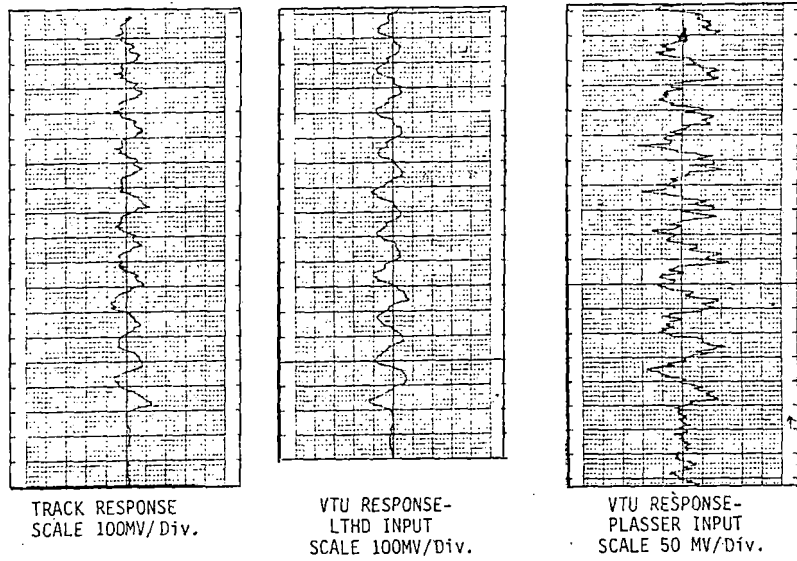 TRACK RESPONSE
SCALE 100MV/Div.
VTU RESPONSE-
LTHD INPUT
SCALE 100MV/Div.
VTU RESPONSE-
PLASSER INPUT
SCALE 50 MV/Div.